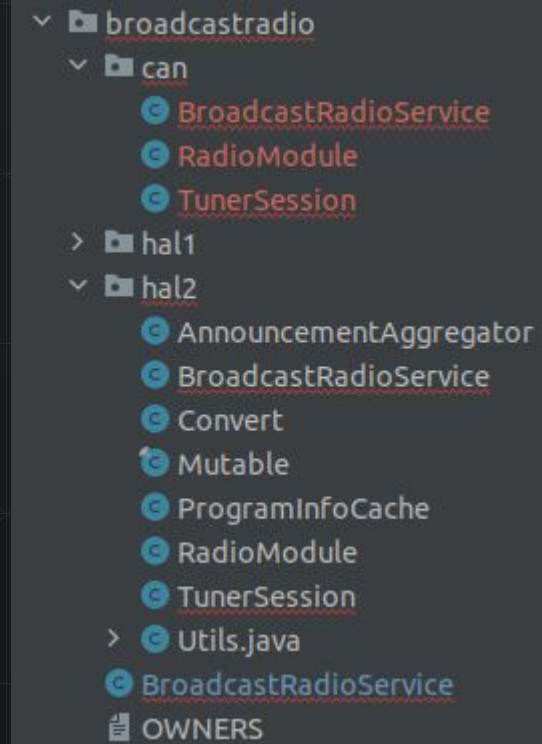 broadcastradio
can
BroadcastRadioService
RadioModule
TunerSession
hal1
hal2
AnnouncementAggregator
BroadcastRadioService
Convert
Mutable
ProgramInfoCache
RadioModule
TunerSession
Utils.java
BroadcastRadioService
OWNERS